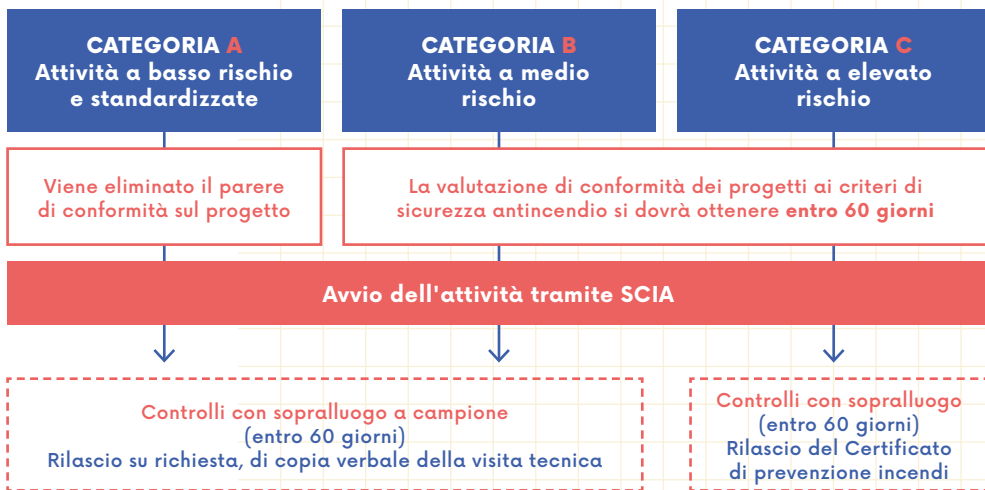 CATEGORIA A
Attività a basso rischio
e standardizzate
CATEGORIA B
Attività a medio
rischio
CATEGORIA C
Attività a elevato
rischio
Viene eliminato il parere
di conformità sul progetto
La valutazione di conformità dei progetti ai criteri di
sicurezza antincendio si dovrà ottenere entro 60 giorni
Avvio dell'attività tramite SCIA
Controlli con sopralluogo a campione
(entro 60 giorni)
Rilascio su richiesta, di copia verbale della visita tecnica
Controlli con sopralluogo
(entro 60 giorni)
Rilascio del Certificato
di prevenzione incendi